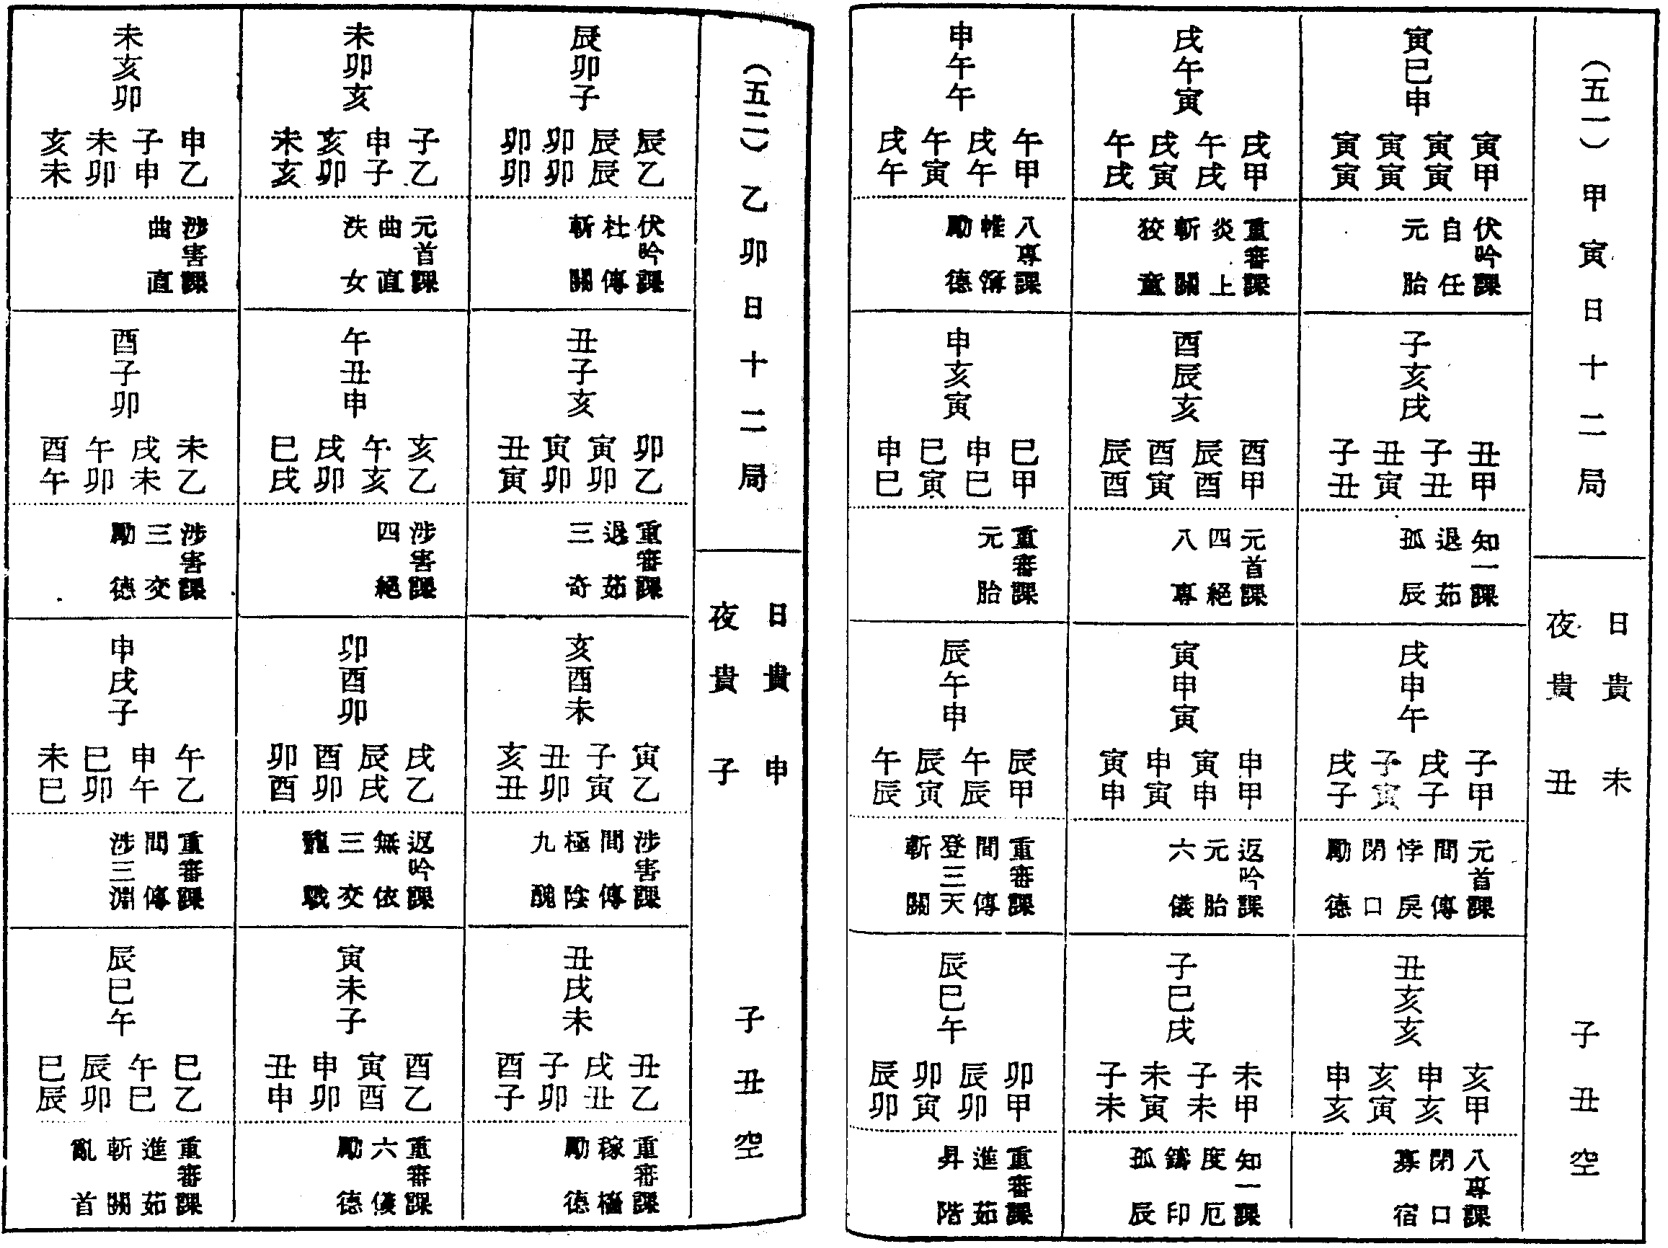 (五一)甲寅日十二局
日貴未
夜貴丑
子丑空
寅巳申
寅甲
寅寅
寅寅
寅寅
伏吟課
自任
元胎
子亥戌
丑甲
子丑
丑寅
子丑
知一課
退茹
孤辰
戌申午
子甲
戌子
子寅
戌子
元首課
間傳
悖戾
閉口
勵德
丑亥亥
亥甲
申亥
亥寅
申亥
八專課
閉口
寡宿
戌午寅
戌甲
午戌
戌寅
午戌
重審課
炎上
斬關
狡童
酉辰亥
酉甲
辰酉
酉寅
辰酉
元首課
四絕
八專
寅申寅
申甲
寅申
申寅
寅申
返吟課
元胎
六儀
子巳戌
未甲
子未
未寅
子未
知一課
度厄
鑄印
孤辰
申午午
午甲
戌午
午寅
戌午
八專課
帷簿
勵德
申亥寅
巳甲
申巳
巳寅
申巳
重審課
元胎
辰午申
辰甲
午辰
辰寅
午辰
重審課
間傳
登三天
斬關
辰巳午
卯甲
辰卯
卯寅
辰卯
重審課
進茹
昇階
(五二)乙卯日十二局
日貴申
夜貴子
子丑空
辰卯子
辰乙
辰辰
卯卯
卯卯
伏吟課
杜傳
斬關
丑子亥
卯乙
寅卯
寅卯
丑寅
重審課
退茹
三奇
亥酉未
寅乙
子寅
丑卯
亥丑
涉害課
間傳
極陰
九醜
丑戌未
丑乙
戌丑
子卯
酉子
重審課
稼穡
勵德
未卯亥
子乙
申子
亥卯
未亥
元首課
曲直
泆女
午丑申
亥乙
午亥
戌卯
巳戌
涉害課
四絕
卯酉卯
戌乙
辰戌
酉卯
卯酉
返吟課
無依
三交
龍戰
寅未子
酉乙
寅酉
申卯
丑申
重審課
六儀
勵德
未亥卯
申乙
子申
未卯
亥未
涉害課
曲直
酉子卯
未乙
戌未
午卯
酉午
涉害課
三交
勵德
申戌子
午乙
申午
巳卯
未巳
重審課
間傳
涉三淵
辰巳午
巳乙
午巳
辰卯
巳辰
重審課
進茹
斬關
亂首